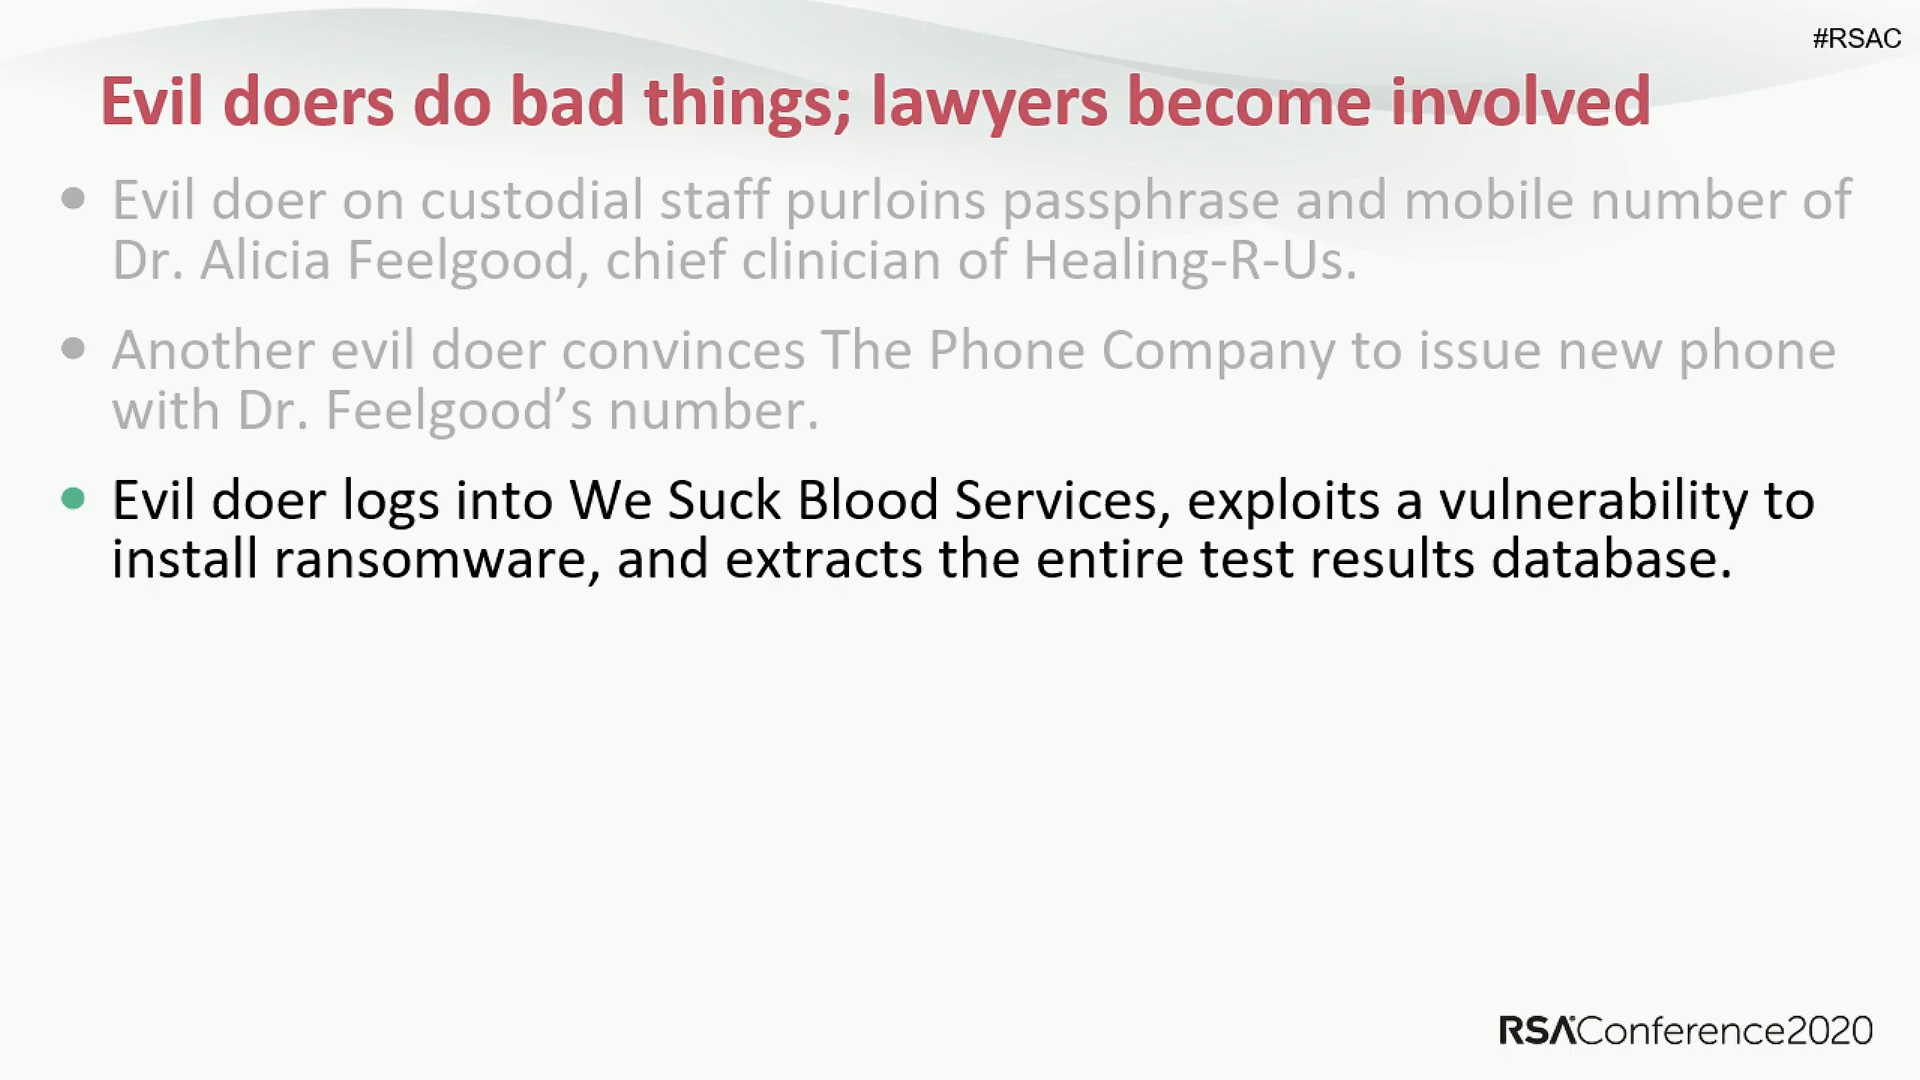 #RSAC
Evil doers do bad things; lawyers become involved
• Evil doer on custodial staff purloins passphrase and mobile number of
Dr. Alicia Feelgood, chief clinician of Healing-R-Us.
• Another evil doer convinces The Phone Company to issue new phone
with Dr. Feelgood’s number.
• Evil doer logs into We Suck Blood Services, exploits a vulnerability to
install ransomware, and extracts the entire test results database.
RSAConference2020